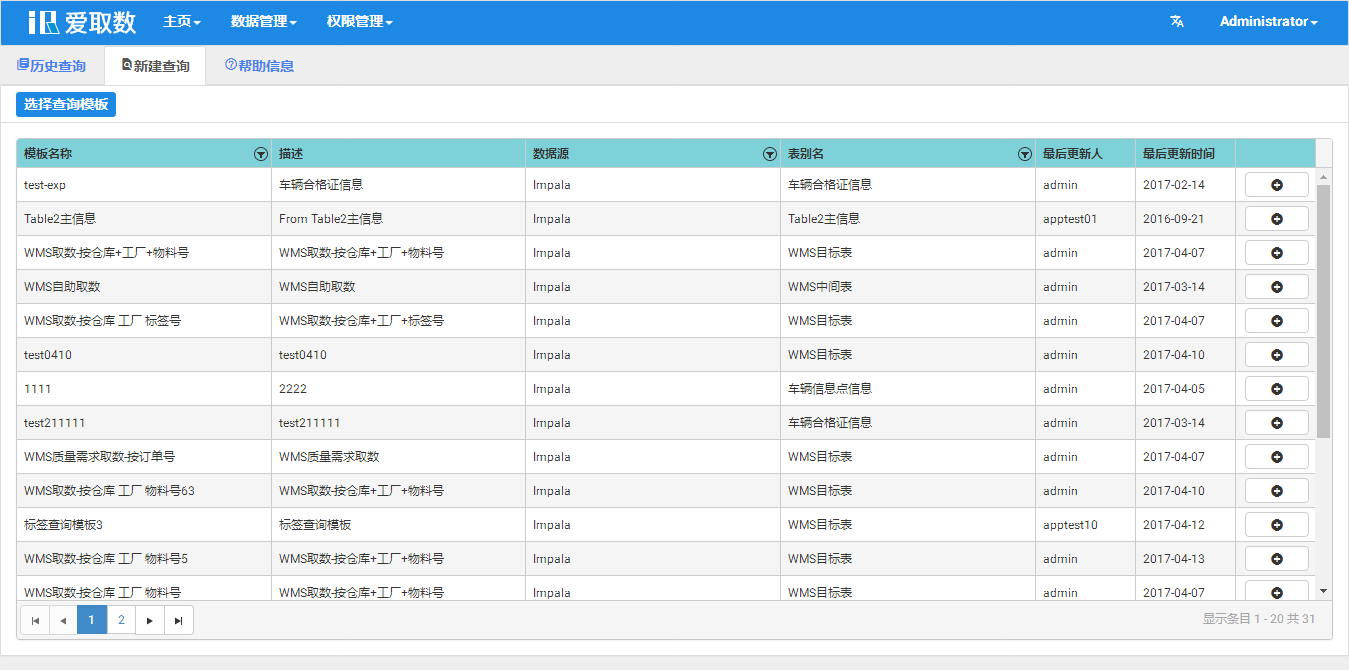 iR 爱取数 主页 数据管理 权限管理 Administrator
历史查询 新建查询 帮助信息
选择查询模板
模板名称 描述 数据源 表别名 最后更新人 最后更新时间
test-exp 车辆合格证信息 Impala 车辆合格证信息 admin 2017-02-14
Table2主信息 From Table2主信息 Impala Table2主信息 apptest01 2016-09-21
WMS取数-按仓库+工厂+物料号 WMS取数-按仓库+工厂+物料号 Impala WMS目标表 admin 2017-04-07
WMS自助取数 WMS自助取数 Impala WMS中间表 admin 2017-03-14
WMS取数-按仓库 工厂 标签号 WMS取数-按仓库+工厂+标签号 Impala WMS目标表 admin 2017-04-07
test0410 test0410 Impala WMS目标表 admin 2017-04-10
1111 2222 Impala 车辆信息点信息 admin 2017-04-05
test211111 test211111 Impala 车辆合格证信息 admin 2017-03-14
WMS质量需求取数-按订单号 WMS质量需求取数 Impala WMS目标表 admin 2017-04-07
WMS取数-按仓库 工厂 物料号63 WMS取数-按仓库+工厂+物料号 Impala WMS目标表 admin 2017-04-10
标签查询模板3 标签查询模板 Impala WMS目标表 apptest10 2017-04-12
WMS取数-按仓库 工厂 物料号5 WMS取数-按仓库+工厂+物料号 Impala WMS目标表 admin 2017-04-13
WMS取数-按仓库 工厂 物料号 WMS取数-按仓库+工厂+物料号 Impala WMS目标表 admin 2017-04-07
1 2 显示条目 1 - 20 共 31